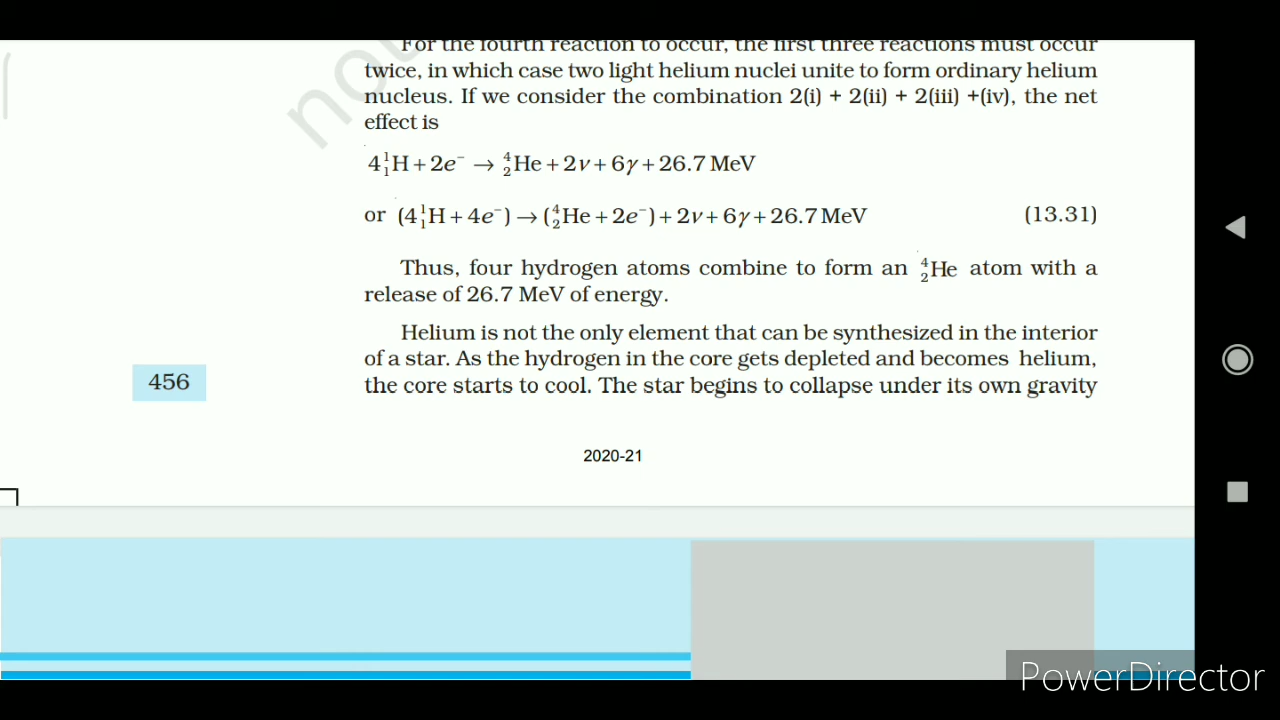 not
For the fourth reaction to occur, the first three reactions must occur
twice, in which case two light helium nuclei unite to form ordinary helium
nucleus. If we consider the combination 2(i) + 2(ii) + 2(iii) +(iv), the net
effect is
4¹₁H + 2e⁻ → ⁴₂He + 2ν + 6γ + 26.7 MeV
or (4¹₁H + 4e⁻) → (⁴₂He + 2e⁻) + 2ν + 6γ + 26.7 MeV (13.31)
Thus, four hydrogen atoms combine to form an ⁴₂He atom with a
release of 26.7 MeV of energy.
Helium is not the only element that can be synthesized in the interior
of a star. As the hydrogen in the core gets depleted and becomes helium,
456
the core starts to cool. The star begins to collapse under its own gravity
2020-21
PowerDirector